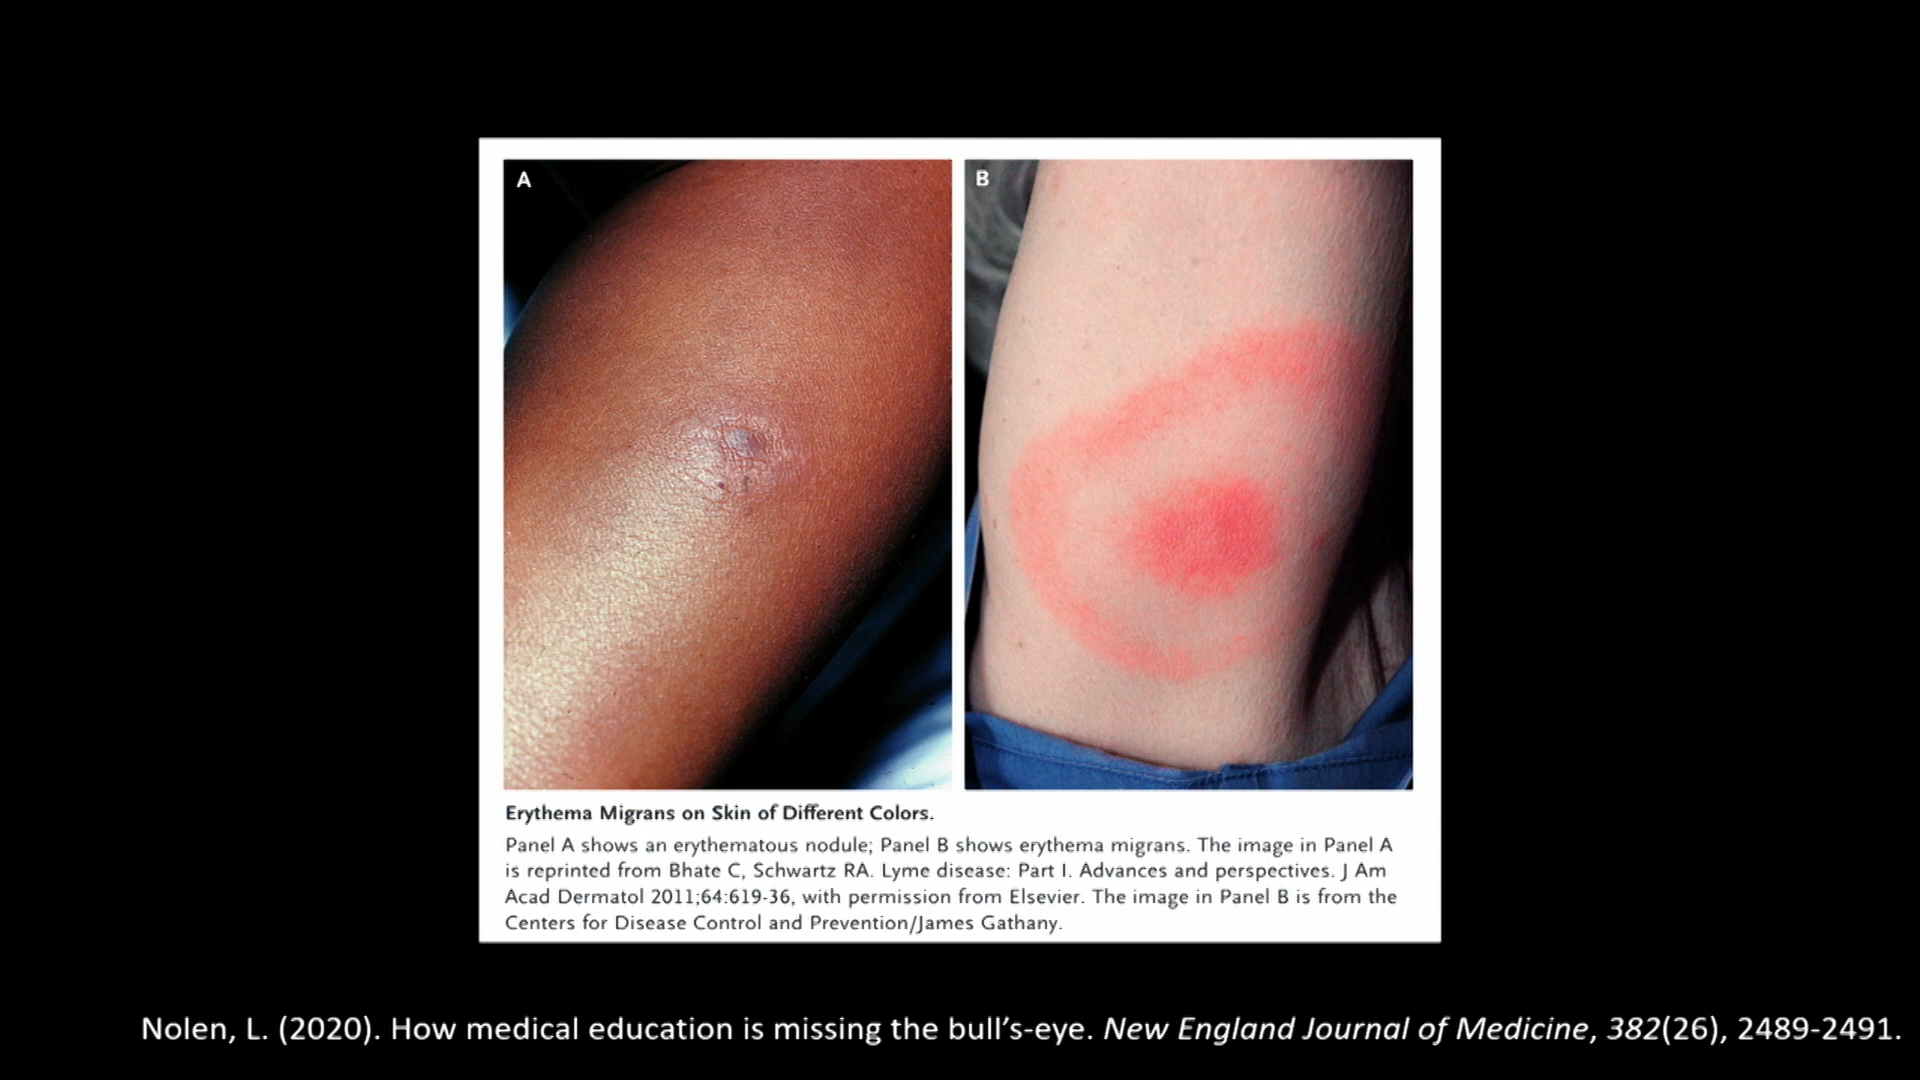 A
B
Erythema Migrans on Skin of Different Colors.
Panel A shows an erythematous nodule; Panel B shows erythema migrans. The image in Panel A
is reprinted from Bhate C, Schwartz RA. Lyme disease: Part I. Advances and perspectives. J Am
Acad Dermatol 2011;64:619-36, with permission from Elsevier. The image in Panel B is from the
Centers for Disease Control and Prevention/James Gathany.
Nolen, L. (2020). How medical education is missing the bull’s-eye. New England Journal of Medicine, 382(26), 2489-2491.